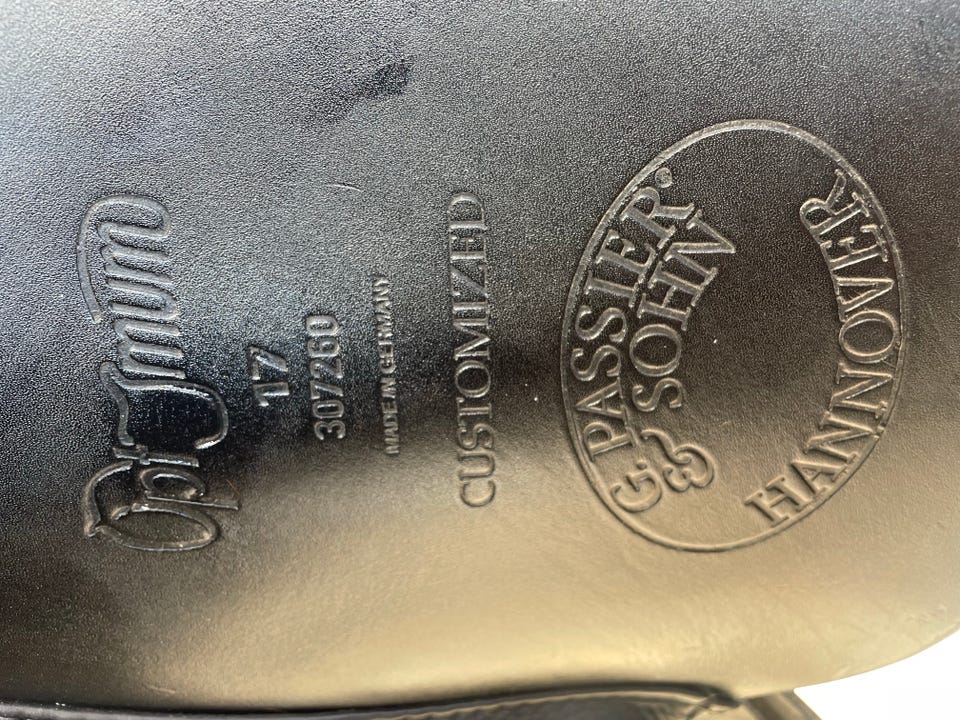 Optimum
17
307260
MADE IN GERMANY
CUSTOMIZED
G. PASSIER®
& SOHN
HANNOVER